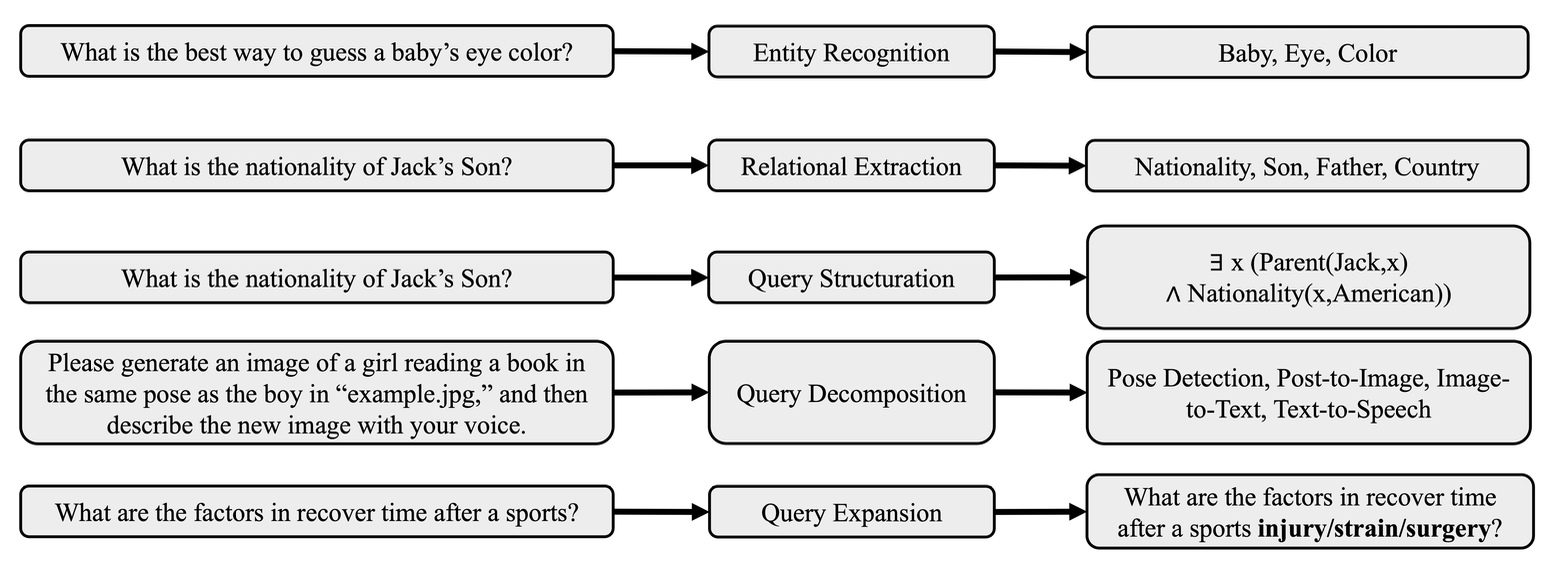 What is the best way to guess a baby’s eye color?
Entity Recognition
Baby, Eye, Color
What is the nationality of Jack’s Son?
Relational Extraction
Nationality, Son, Father, Country
What is the nationality of Jack’s Son?
Query Structuration
∃ x (Parent(Jack,x)
∧ Nationality(x,American))
Please generate an image of a girl reading a book in
the same pose as the boy in “example.jpg,” and then
describe the new image with your voice.
Query Decomposition
Pose Detection, Post-to-Image, Image-
to-Text, Text-to-Speech
What are the factors in recover time after a sports?
Query Expansion
What are the factors in recover time
after a sports injury/strain/surgery?